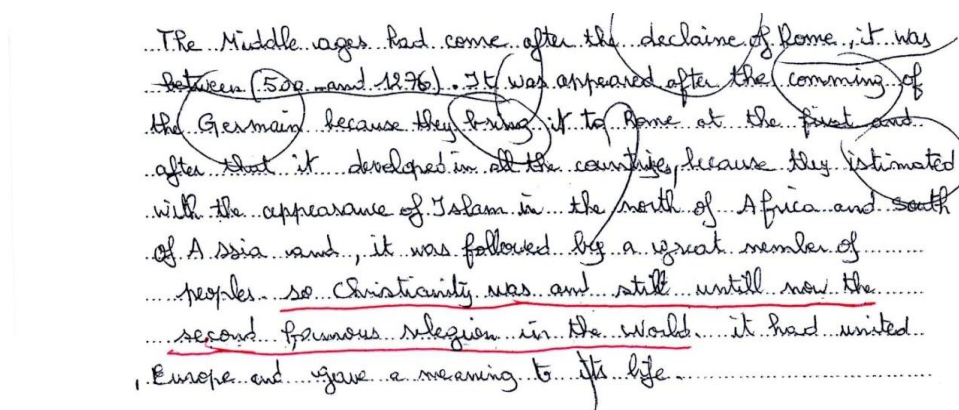 The Middle ages had come after the declaine of Rome, it was
between (500 and 1276). It was appeared after the comming of
the Germain because they bring it to Rome at the first and
after that it developed in all the countries, because they istimated
with the appearance of Islam in the north of Africa and south
of Assia and, it was followed by a great member of
peoples. so Christianity was and still untill now the
second famous relegion in the world. it had united
Europe and gave a meaning to its life.